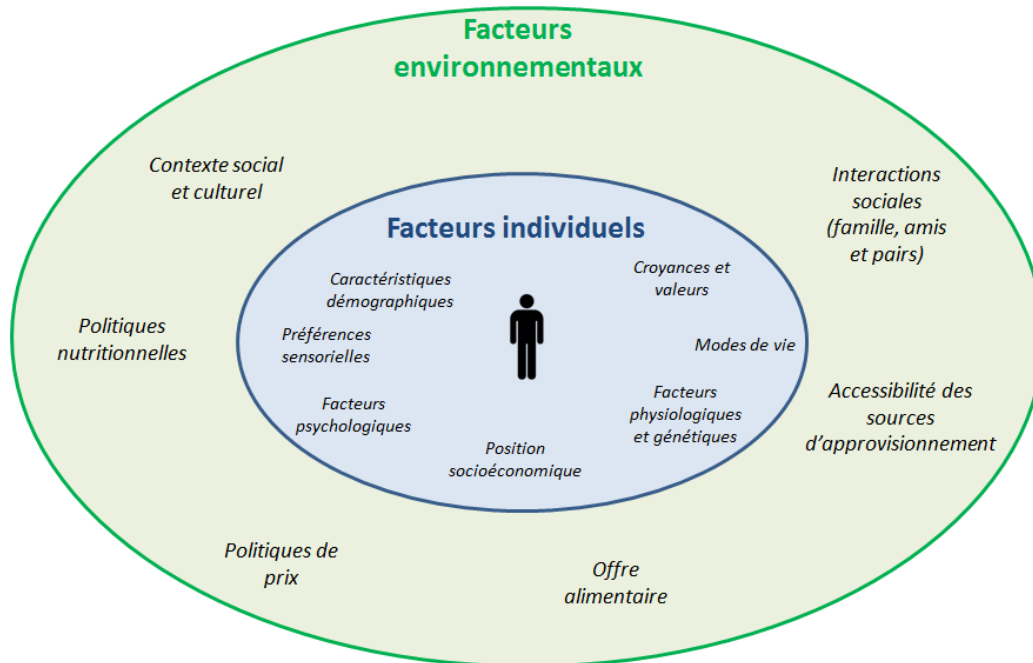 Facteurs
environnementaux
Contexte social
et culturel
Interactions
sociales
(famille, amis
et pairs)
Facteurs individuels
Caractéristiques
démographiques
Croyances et
valeurs
Politiques
nutritionnelles
Préférences
sensorielles
Modes de vie
Facteurs
psychologiques
Facteurs
physiologiques
et génétiques
Accessibilité des
sources
d'approvisionnement
Position
socioéconomique
Politiques de
prix
Offre
alimentaire